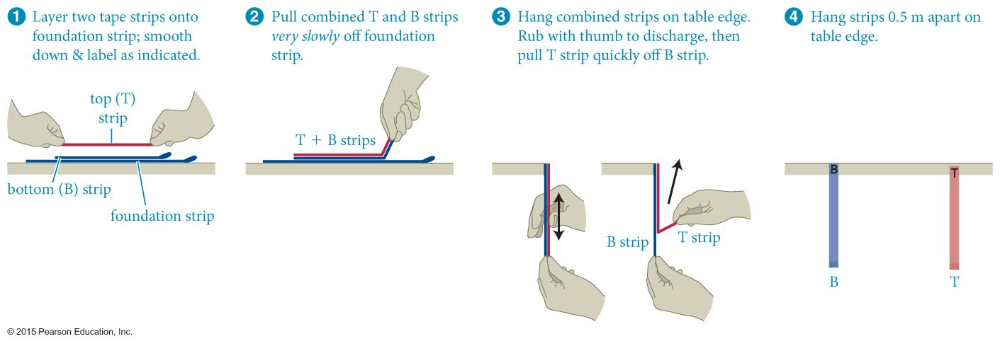 1 Layer two tape strips onto
foundation strip; smooth
down & label as indicated.
top (T)
strip
bottom (B) strip
foundation strip
2 Pull combined T and B strips
very slowly off foundation
strip.
T + B strips
3 Hang combined strips on table edge.
Rub with thumb to discharge, then
pull T strip quickly off B strip.
B strip
T strip
4 Hang strips 0.5 m apart on
table edge.
B
T
B
T
© 2015 Pearson Education, Inc.